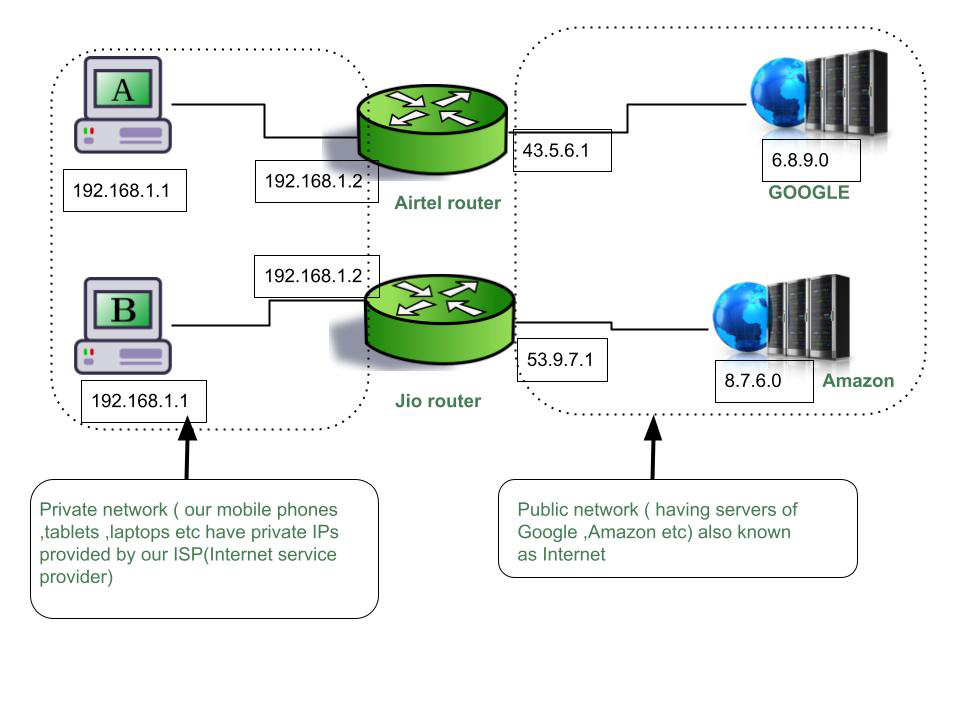 A
192.168.1.1
192.168.1.2
Airtel router
43.5.6.1
6.8.9.0
GOOGLE
B
192.168.1.1
192.168.1.2
Jio router
53.9.7.1
8.7.6.0
Amazon
Private network ( our mobile phones
,tablets ,laptops etc have private IPs
provided by our ISP(Internet service
provider)
Public network ( having servers of
Google ,Amazon etc) also known
as Internet